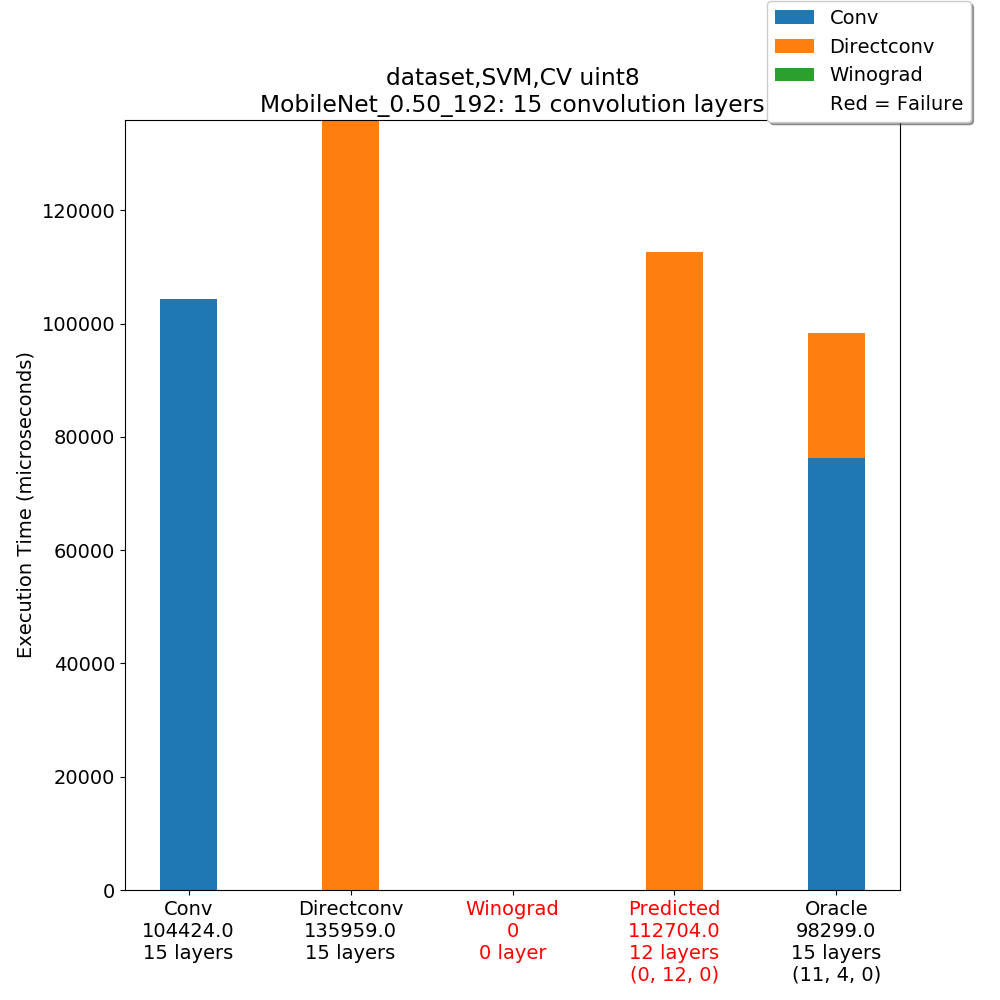 Conv
Directconv
Winograd
Red = Failure
dataset,SVM,CV uint8
MobileNet_0.50_192: 15 convolution layers
Execution Time (microseconds)
120000
100000
80000
60000
40000
20000
0
Conv
104424.0
15 layers
Directconv
135959.0
15 layers
Winograd
0
0 layer
Predicted
112704.0
12 layers
(0, 12, 0)
Oracle
98299.0
15 layers
(11, 4, 0)